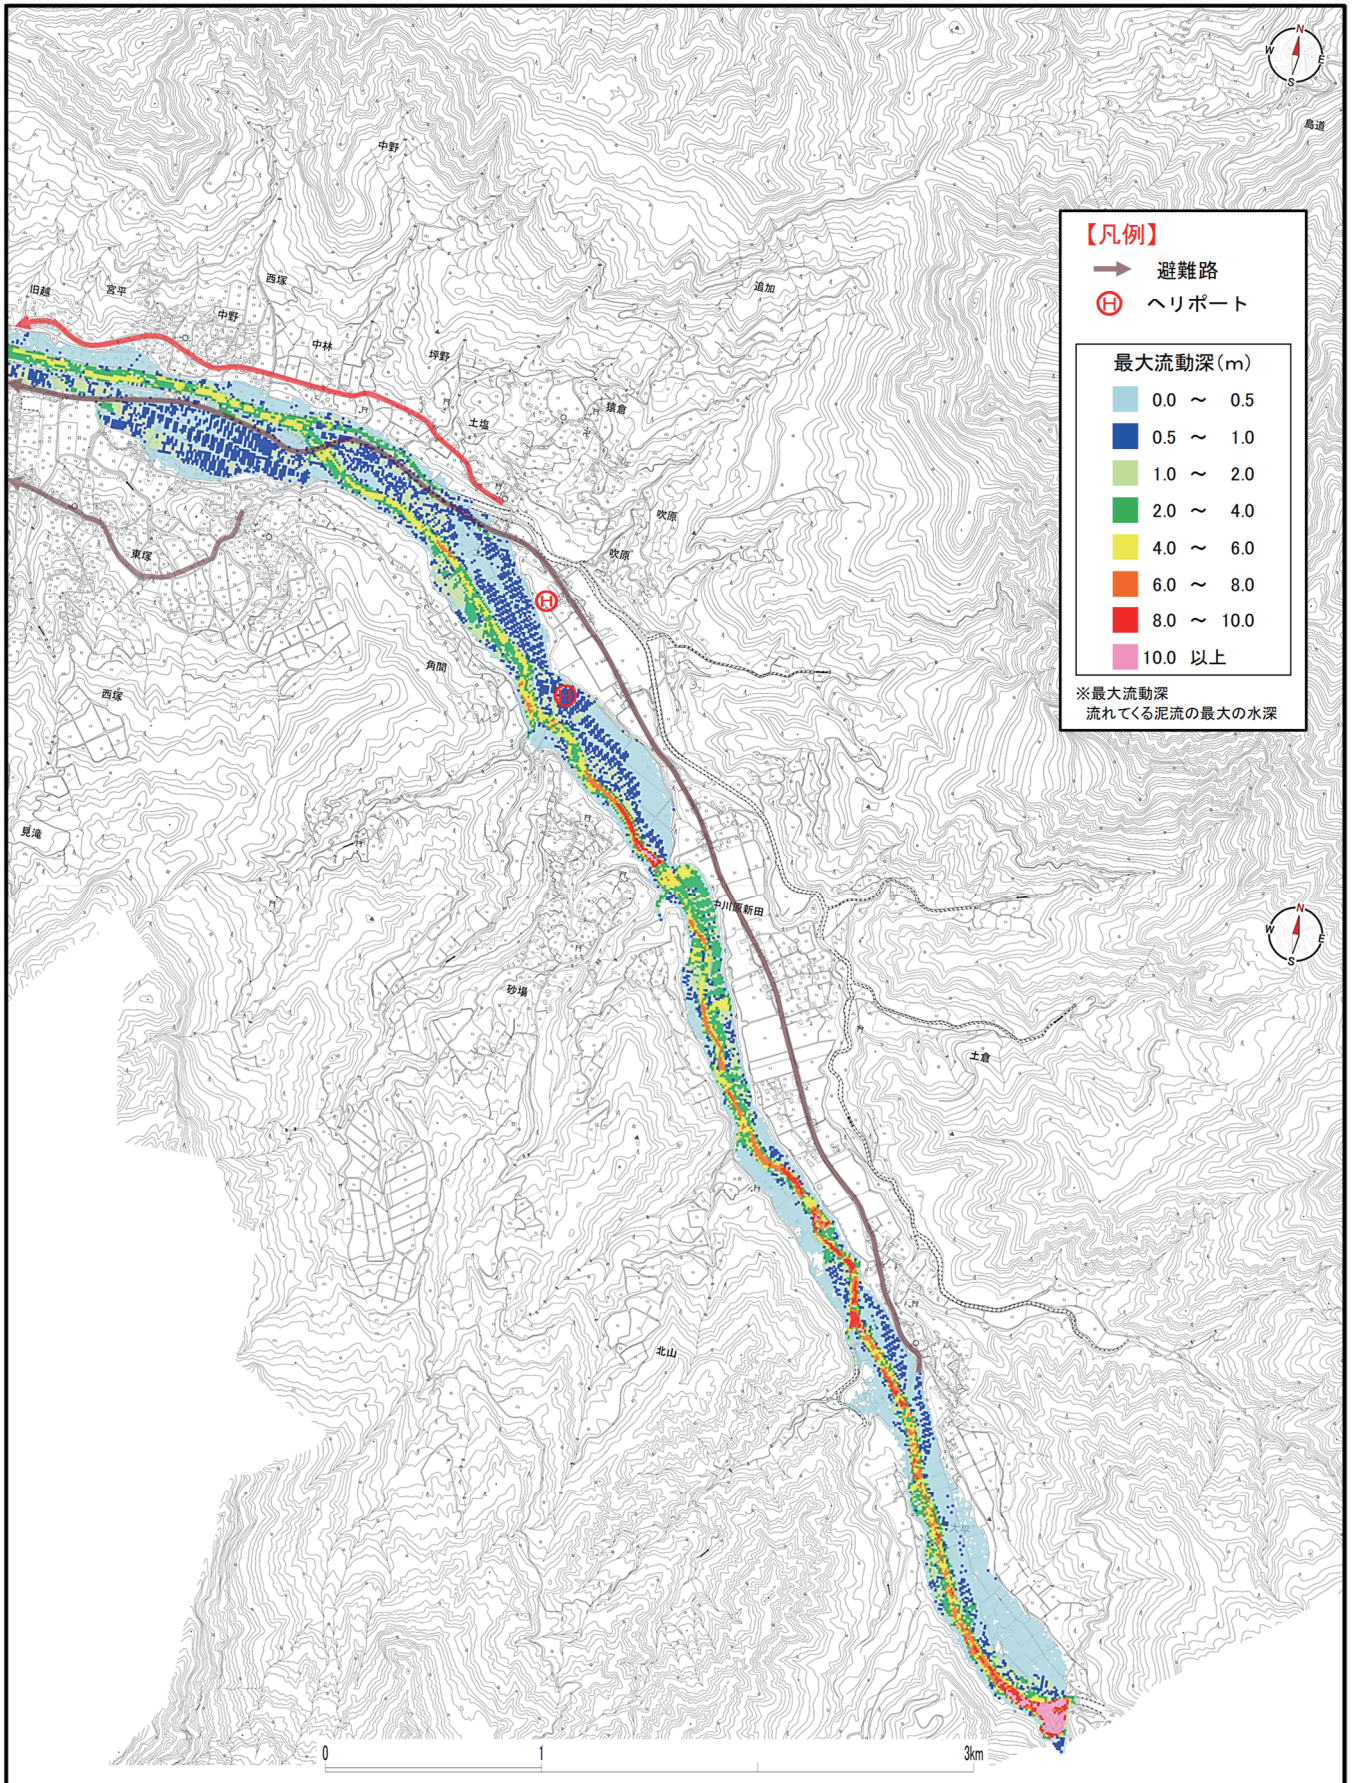 N
W
E
S
島道
中野
【凡例】
避難路
Ⓗ ヘリポート
最大流動深(m)
0.0 ～ 0.5
0.5 ～ 1.0
1.0 ～ 2.0
2.0 ～ 4.0
4.0 ～ 6.0
6.0 ～ 8.0
8.0 ～ 10.0
10.0 以上
※最大流動深
流れてくる泥流の最大の水深
西塚
追加
旧越
宮平
中野
中林
坪野
猿倉
土塩
吹原
吹原
東塚
H
角間
H
西塚
見滝
中川原新田
N
W
E
S
砂場
土倉
北山
大平
0
1
3km